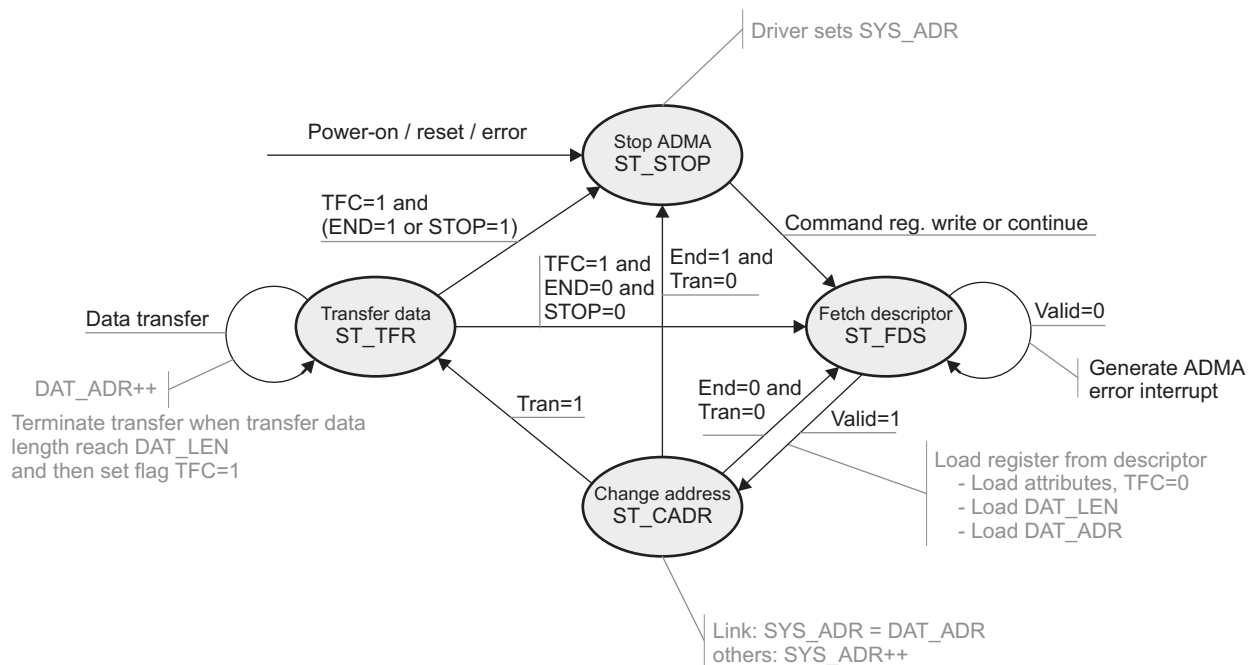 Driver sets SYS_ADR
Power-on / reset / error
Stop ADMA
ST_STOP
TFC=1 and
(END=1 or STOP=1)
Command reg. write or continue
TFC=1 and
END=0 and
STOP=0
End=1 and
Tran=0
Data transfer
Transfer data
ST_TFR
Fetch descriptor
ST_FDS
Valid=0
Generate ADMA
error interrupt
DAT_ADR++
Terminate transfer when transfer data
length reach DAT_LEN
and then set flag TFC=1
Tran=1
End=0 and
Tran=0
Valid=1
Load register from descriptor
- Load attributes, TFC=0
- Load DAT_LEN
- Load DAT_ADR
Change address
ST_CADR
Link: SYS_ADR = DAT_ADR
others: SYS_ADR++